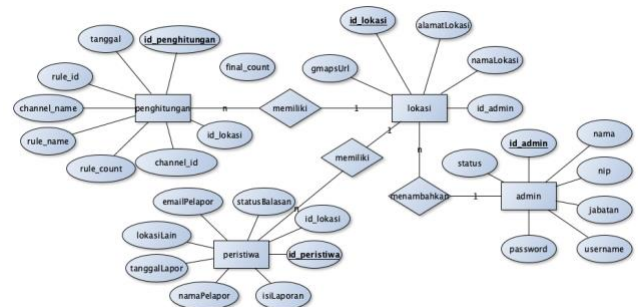 id_lokasi
alamatLokasi
tanggal
id_penghitungan
final_count
gmapsUrl
namaLokasi
rule_id
channel_name
penghitungan
n
memiliki
1
lokasi
id_admin
rule_name
id_lokasi
1
rule_count
channel_id
memiliki
n
id_admin
nama
status
nip
emailPelapor
statusBalasan
menambahkan
1
admin
jabatan
lokasiLain
n
id_lokasi
tanggalLapor
peristiwa
id_peristiwa
password
username
namaPelapor
isiLaporan